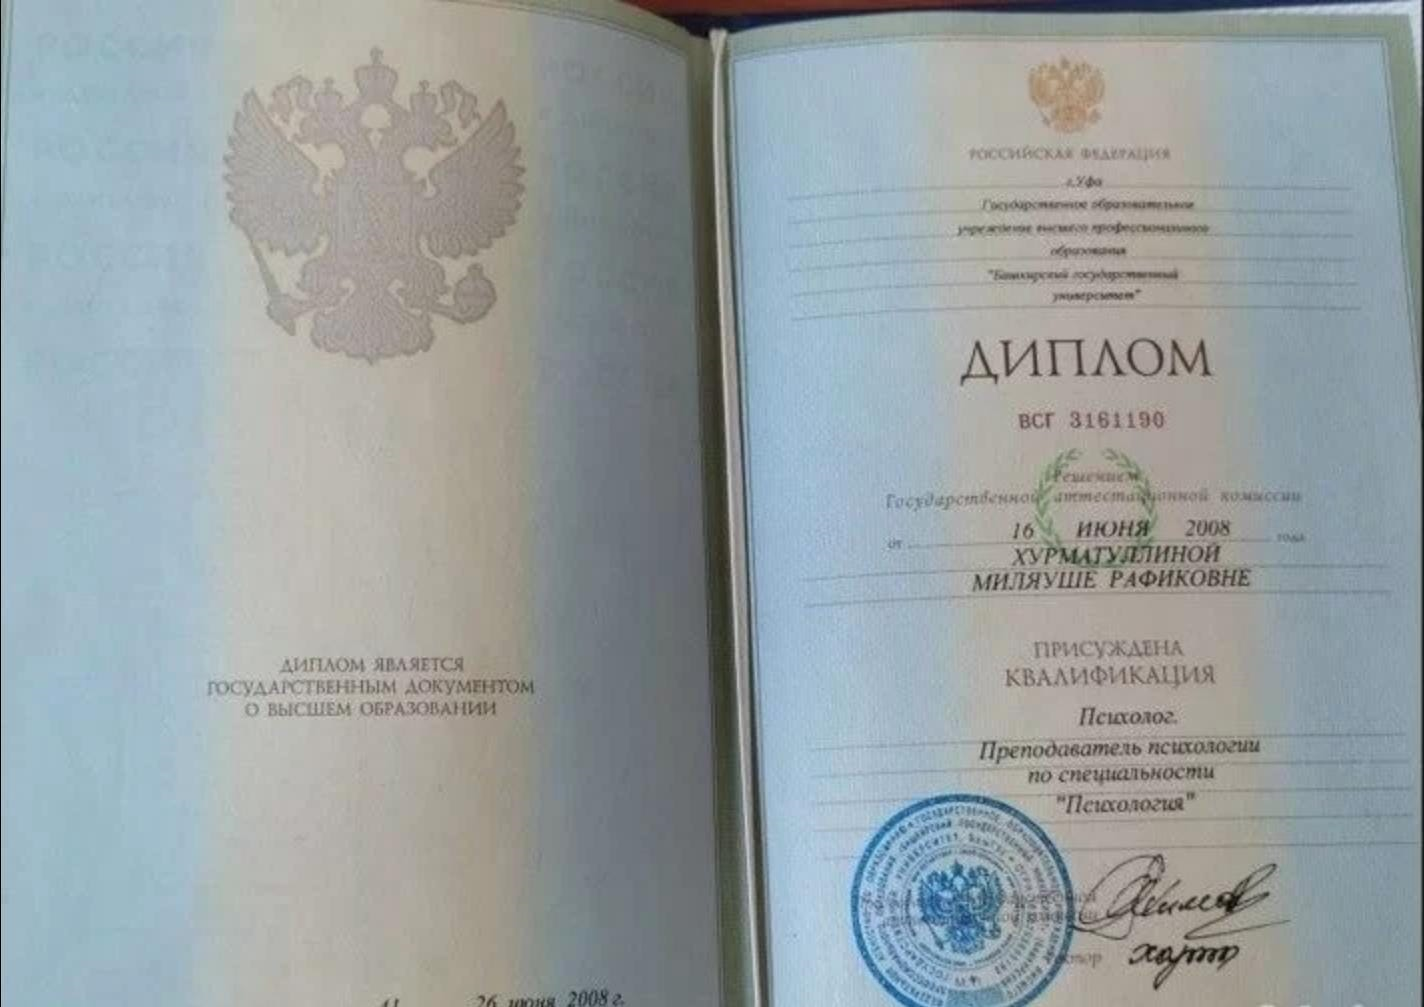 ДИПЛОМ ЯВЛЯЕТСЯ
ГОСУДАРСТВЕННЫМ ДОКУМЕНТОМ
О ВЫСШЕМ ОБРАЗОВАНИИ
26 июня 2008 г.
РОССИЙСКАЯ ФЕДЕРАЦИЯ
г.Уфа
Государственное образовательное
учреждение высшего профессионального
образования
"Башкирский государственный
университет"
ДИПЛОМ
ВСГ 3161190
Решением
Государственной аттестационной комиссии
от 16 ИЮНЯ 2008 года
ХУРМАТУЛЛИНОЙ
МИЛЯУШЕ РАФИКОВНЕ
ПРИСУЖДЕНА
КВАЛИФИКАЦИЯ
Психолог.
Преподаватель психологии
по специальности
"Психология"